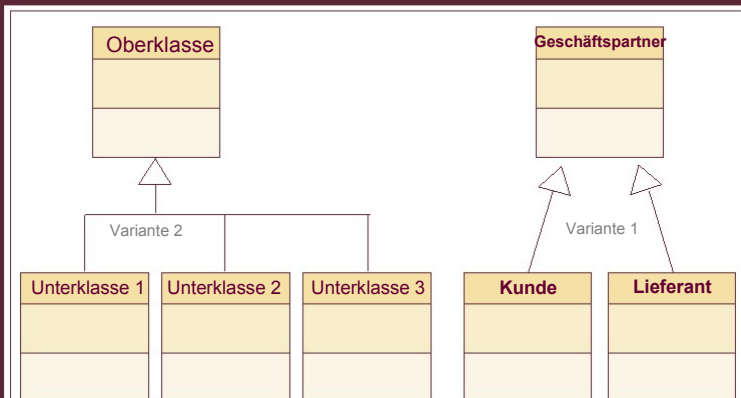 Oberklasse
Geschäftspartner
Variante 2
Variante 1
Unterklasse 1
Unterklasse 2
Unterklasse 3
Kunde
Lieferant